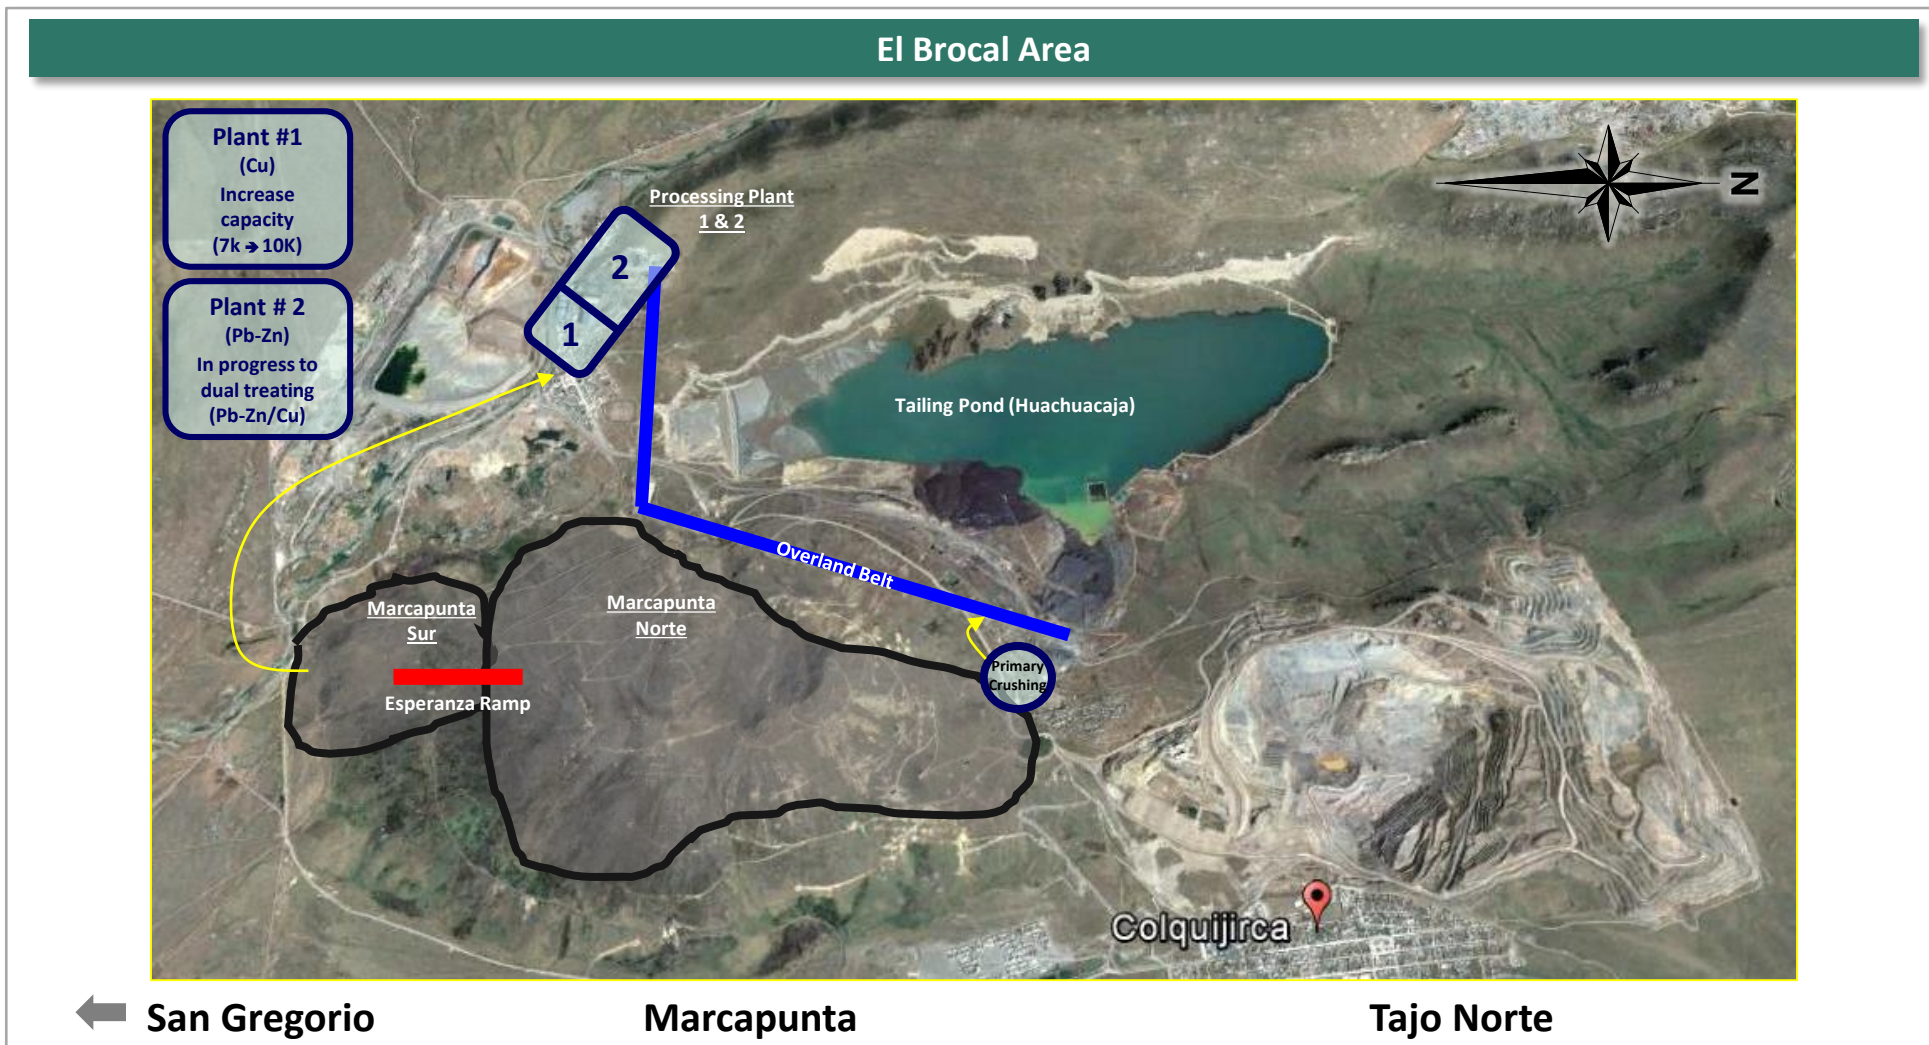 El Brocal Area
Plant #1
(Cu)
Increase
capacity
(7k ➔ 10K)
Plant # 2
(Pb-Zn)
In progress to
dual treating
(Pb-Zn/Cu)
Processing Plant
1 & 2
2
1
N
Tailing Pond (Huachuacaja)
Overland Belt
Marcapunta
Sur
Marcapunta
Norte
Primary
Crushing
Esperanza Ramp
Colquijirca
San Gregorio
Marcapunta
Tajo Norte